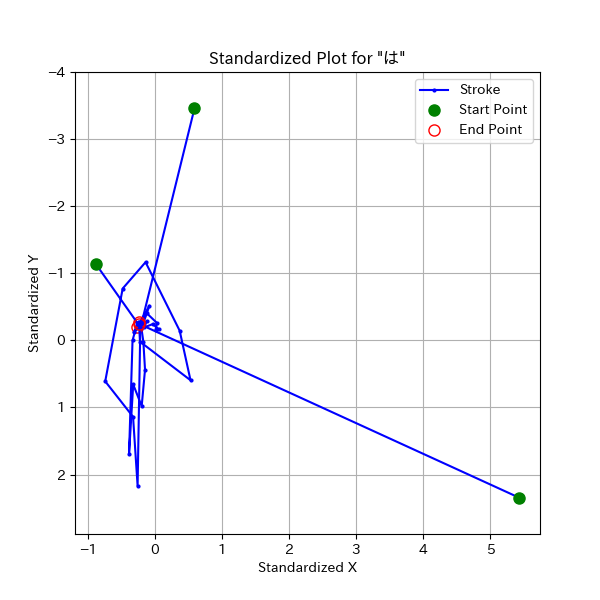 Standardized Plot for "は"
Stroke
Start Point
End Point
−4
−3
−2
−1
0
1
2
Standardized Y
−1
0
1
2
3
4
5
Standardized X